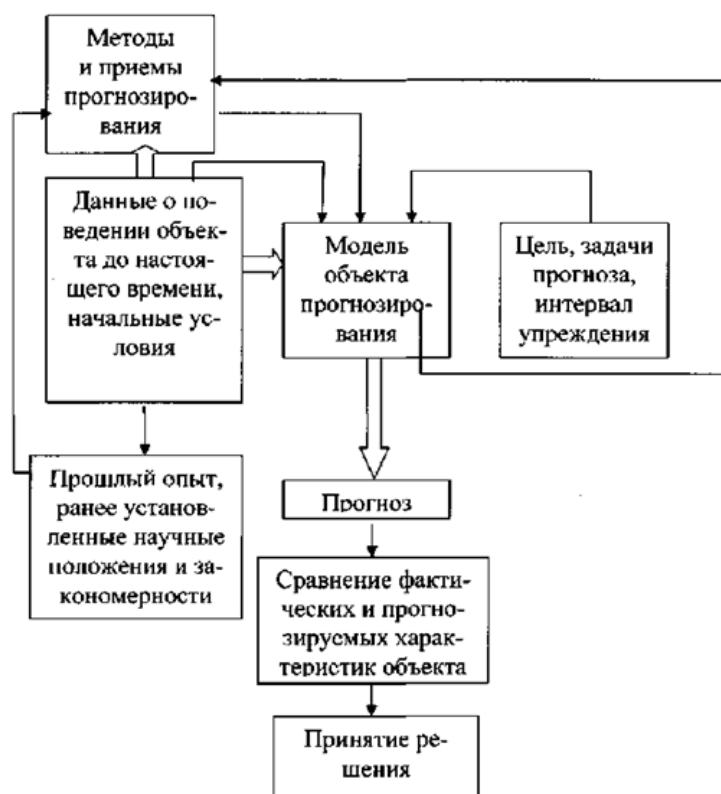 Методы
и приемы
прогнозиро-
вания
Данные о по-
ведении объек-
та до настоя-
щего времени,
начальные ус-
ловия
Модель
объекта
прогнозиро-
вания
Цель, задачи
прогноза,
интервал
упреждения
Прошлый опыт,
ранее установ-
ленные научные
положения и за-
кономерности
Прогноз
Сравнение факти-
ческих и прогно-
зируемых харак-
теристик объекта
Принятие ре-
шения